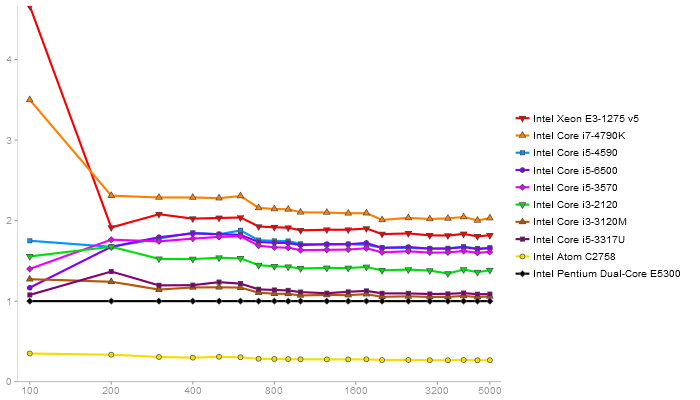 4
3
2
1
0
100 200 400 800 1600 3200 5000
Intel Xeon E3-1275 v5
Intel Core i7-4790K
Intel Core i5-4590
Intel Core i5-6500
Intel Core i5-3570
Intel Core i3-2120
Intel Core i3-3120M
Intel Core i5-3317U
Intel Atom C2758
Intel Pentium Dual-Core E5300